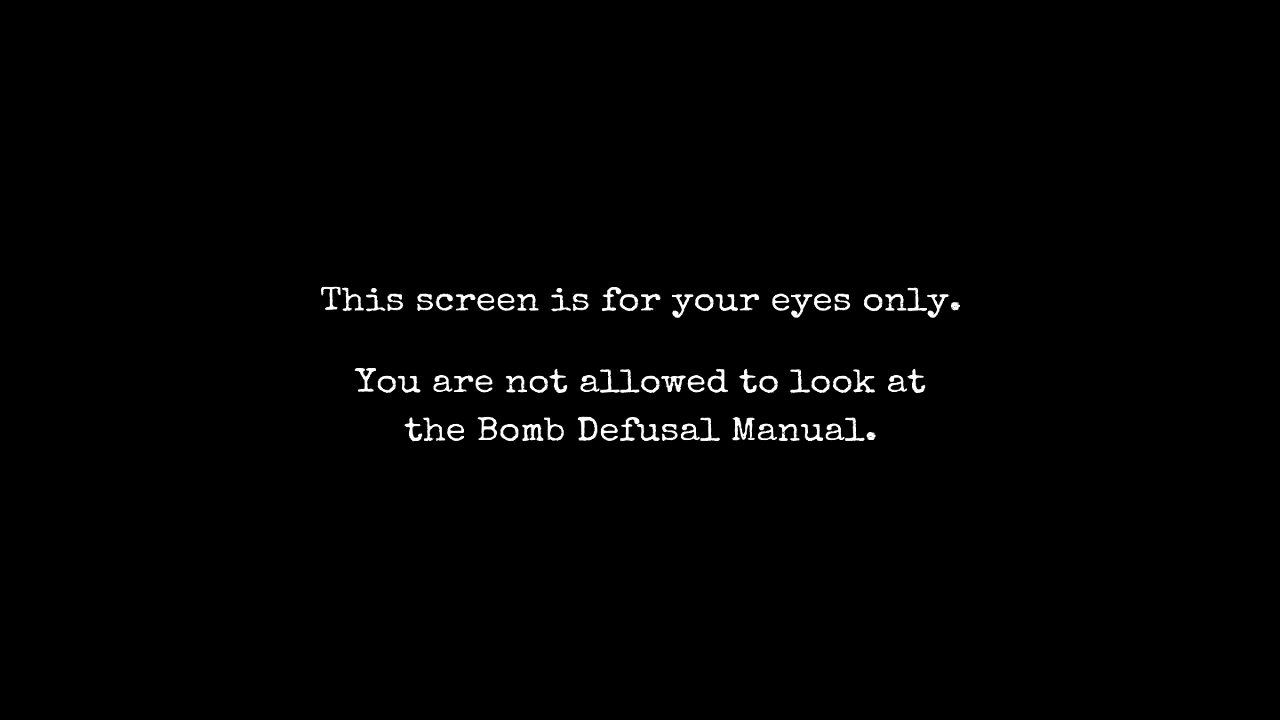 This screen is for your eyes only.
You are not allowed to look at
the Bomb Defusal Manual.